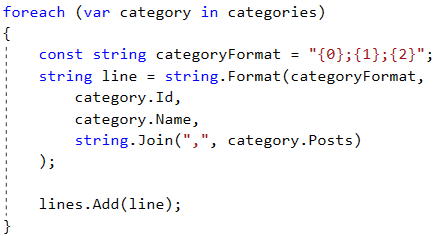 foreach (var category in categories)
{
    const string categoryFormat = "{0};{1};{2}";
    string line = string.Format(categoryFormat,
        category.Id,
        category.Name,
        string.Join(",", category.Posts)
    );

    lines.Add(line);
}